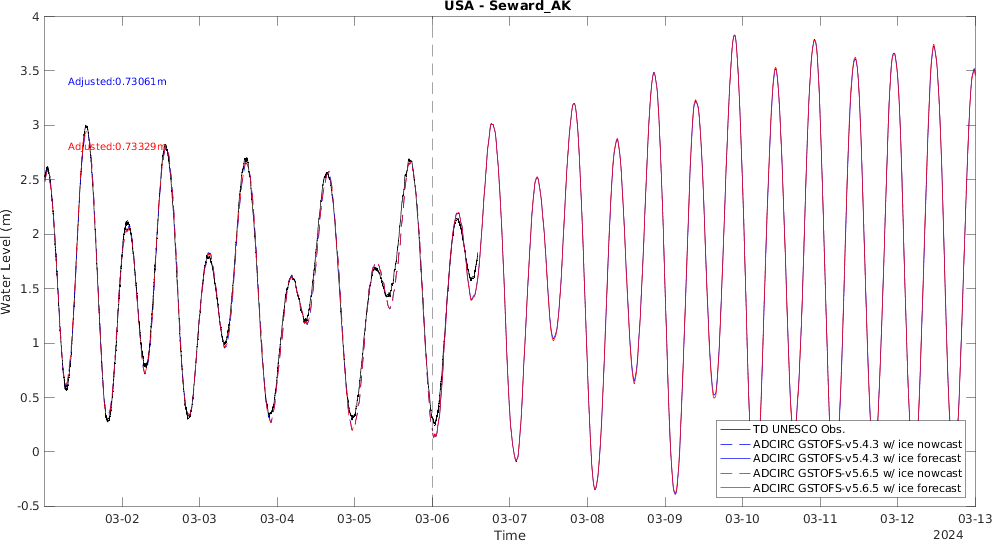 USA - Seward_AK
4
3.5
3
2.5
2
1.5
1
0.5
0
-0.5
Water Level (m)
Adjusted:0.73061m
Adjusted:0.73329m
TD UNESCO Obs.
ADCIRC GSTOFS-v5.4.3 w/ ice nowcast
ADCIRC GSTOFS-v5.4.3 w/ ice forecast
ADCIRC GSTOFS-v5.6.5 w/ ice nowcast
ADCIRC GSTOFS-v5.6.5 w/ ice forecast
03-02 03-03 03-04 03-05 03-06 03-07 03-08 03-09 03-10 03-11 03-12 03-13
Time
2024